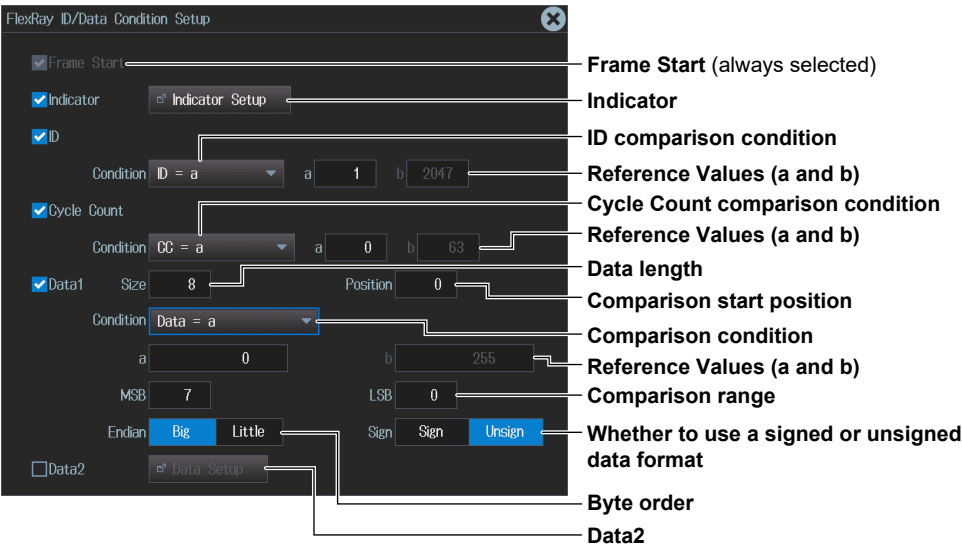 FlexRay ID/Data Condition Setup
Frame Start
Frame Start (always selected)
Indicator
Indicator Setup
Indicator
ID
ID comparison condition
Condition ID = a a 1 b 2047
Reference Values (a and b)
Cycle Count
Cycle Count comparison condition
Condition CC = a a 0 b 63
Reference Values (a and b)
Data1 Size 8 Position 0
Data length
Comparison start position
Condition Data = a
Comparison condition
a 0 b 255
Reference Values (a and b)
MSB 7 LSB 0
Comparison range
Endian Big Little Sign Sign Unsign
Whether to use a signed or unsigned
data format
Data2 Data Setup
Byte order
Data2